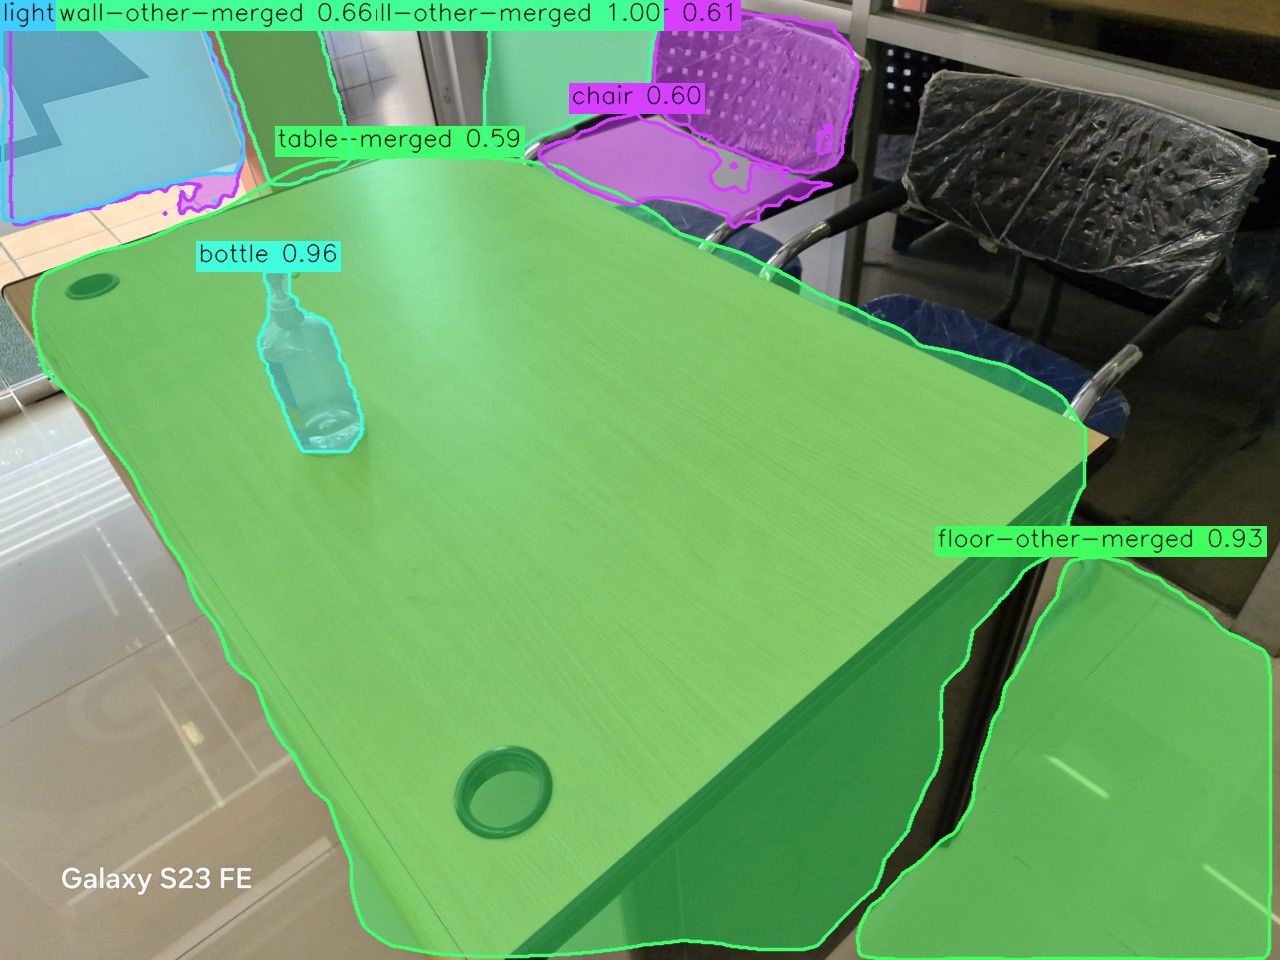 light wall-other-merged 0.66 ll-other-merged 1.00 0.61
chair 0.60
table--merged 0.59
bottle 0.96
floor-other-merged 0.93
Galaxy S23 FE